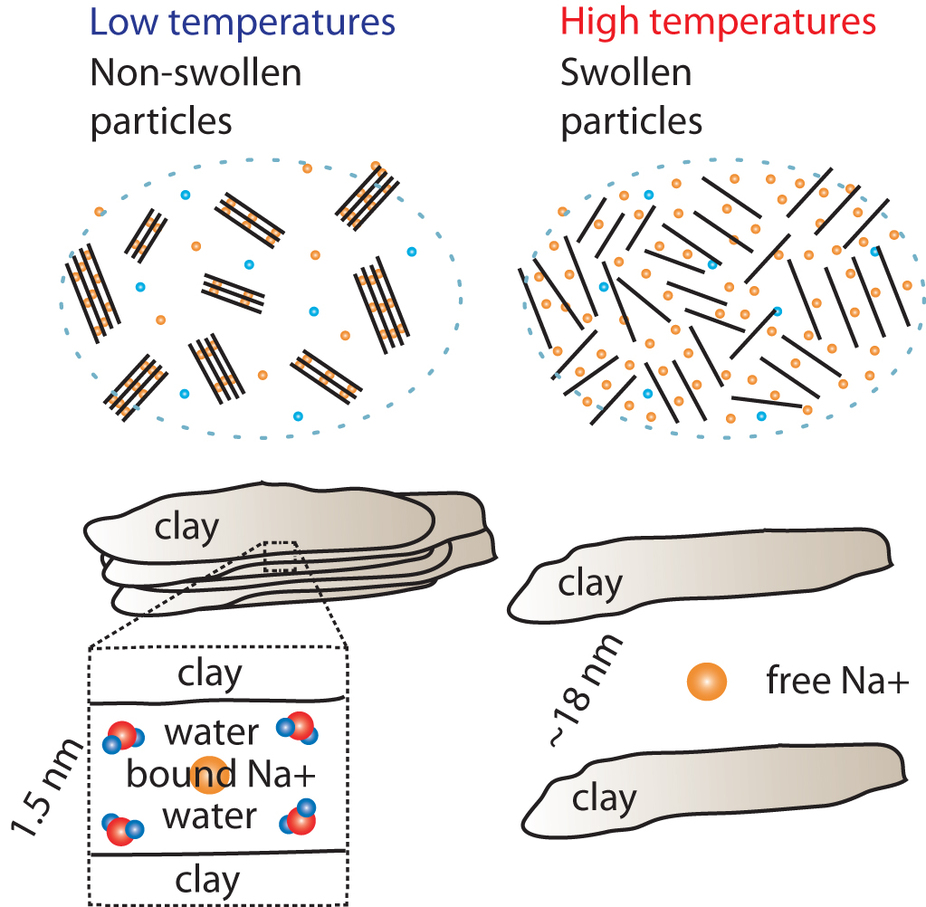 Low temperatures
Non-swollen
particles
High temperatures
Swollen
particles
clay
clay
water
bound Na+
water
clay
1.5 nm
clay
~18 nm
free Na+
clay